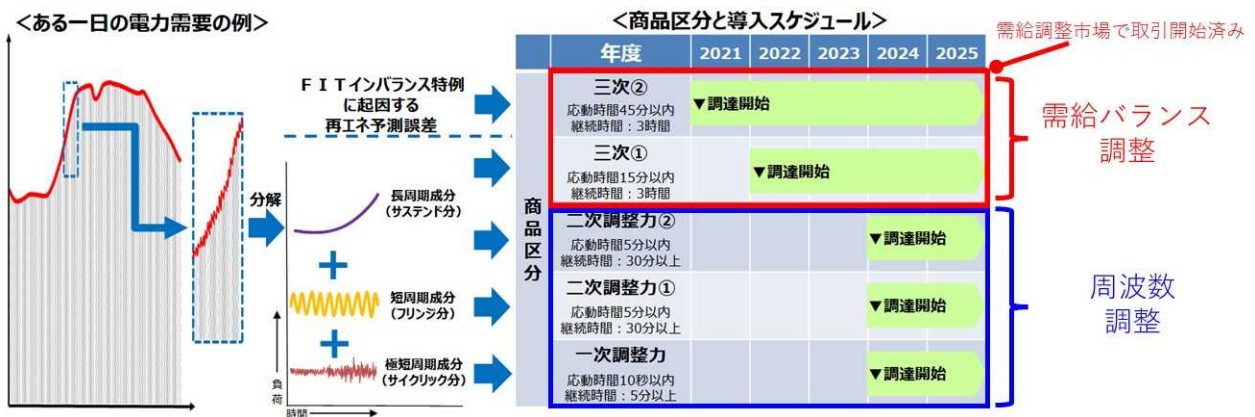 <ある一日の電力需要の例>
<商品区分と導入スケジュール>
需給調整市場で取引開始済み
FITインバランス特例
に起因する
再エネ予測誤差
分解
長周期成分
(サステンド分)
短周期成分
(フリンジ分)
極短周期成分
(サイクリック分)
負荷
時間
商品区分
年度 2021 2022 2023 2024 2025
三次②
応動時間45分以内
継続時間:3時間
▼調達開始
三次①
応動時間15分以内
継続時間:3時間
▼調達開始
二次調整力②
応動時間5分以内
継続時間:30分以上
▼調達開始
二次調整力①
応動時間5分以内
継続時間:30分以上
▼調達開始
一次調整力
応動時間10秒以内
継続時間:5分以上
▼調達開始
需給バランス
調整
周波数
調整